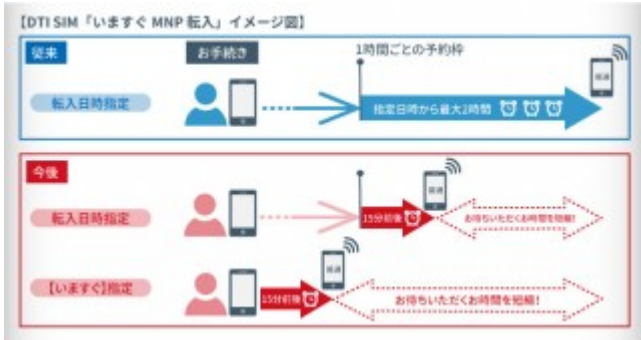 【DTI SIM「いますぐ MNP 転入」イメージ図】
従来
お手続き
1時間ごとの予約枠
転入日時指定
指定日時から最大2時間
開通
今後
転入日時指定
15分前後
開通
お待ちいただくお時間を短縮!
【いますぐ】指定
15分前後
開通
お待ちいただくお時間を短縮!